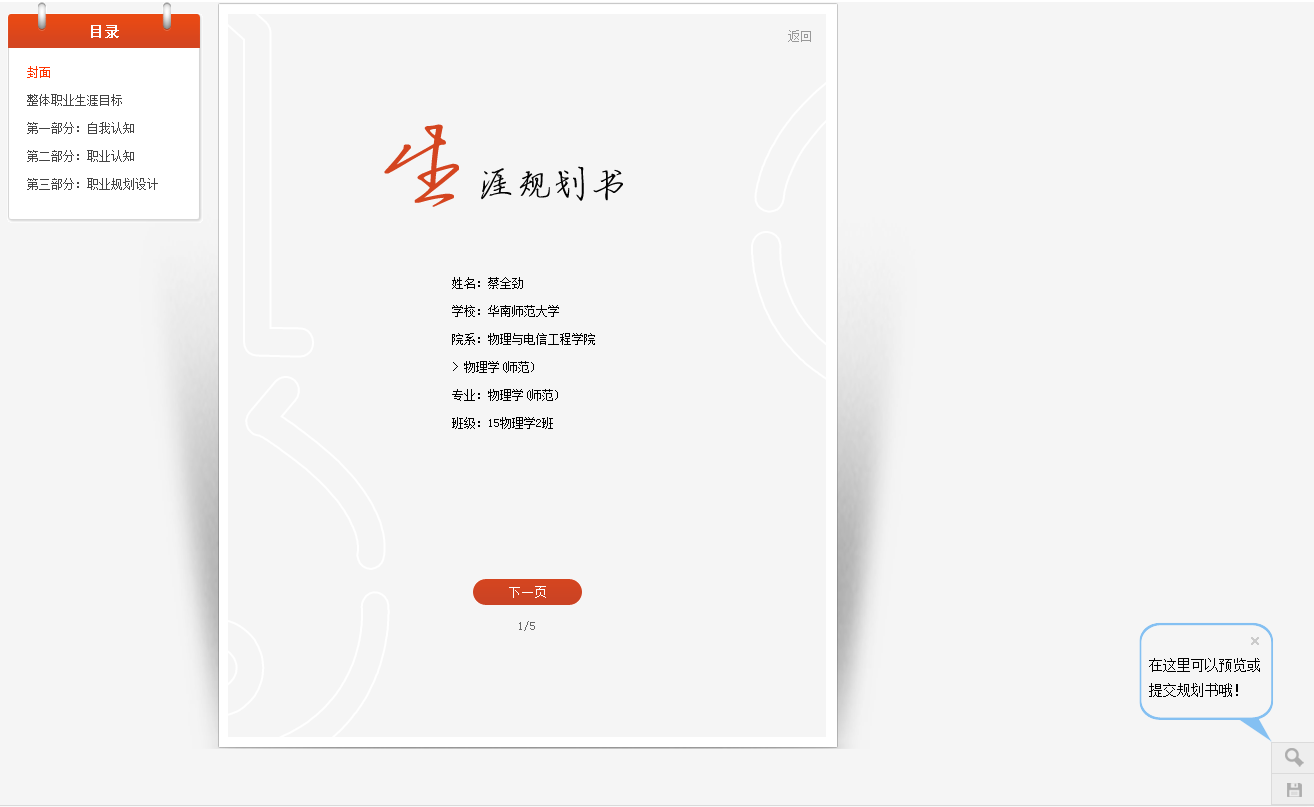 目录
封面
整体职业生涯目标
第一部分：自我认知
第二部分：职业认知
第三部分：职业规划设计
返回
生涯规划书
姓名：蔡全劲
学校：华南师范大学
院系：物理与电信工程学院
> 物理学(师范)
专业：物理学(师范)
班级：15物理学2班
下一页
1/5
×
在这里可以预览或
提交规划书哦！